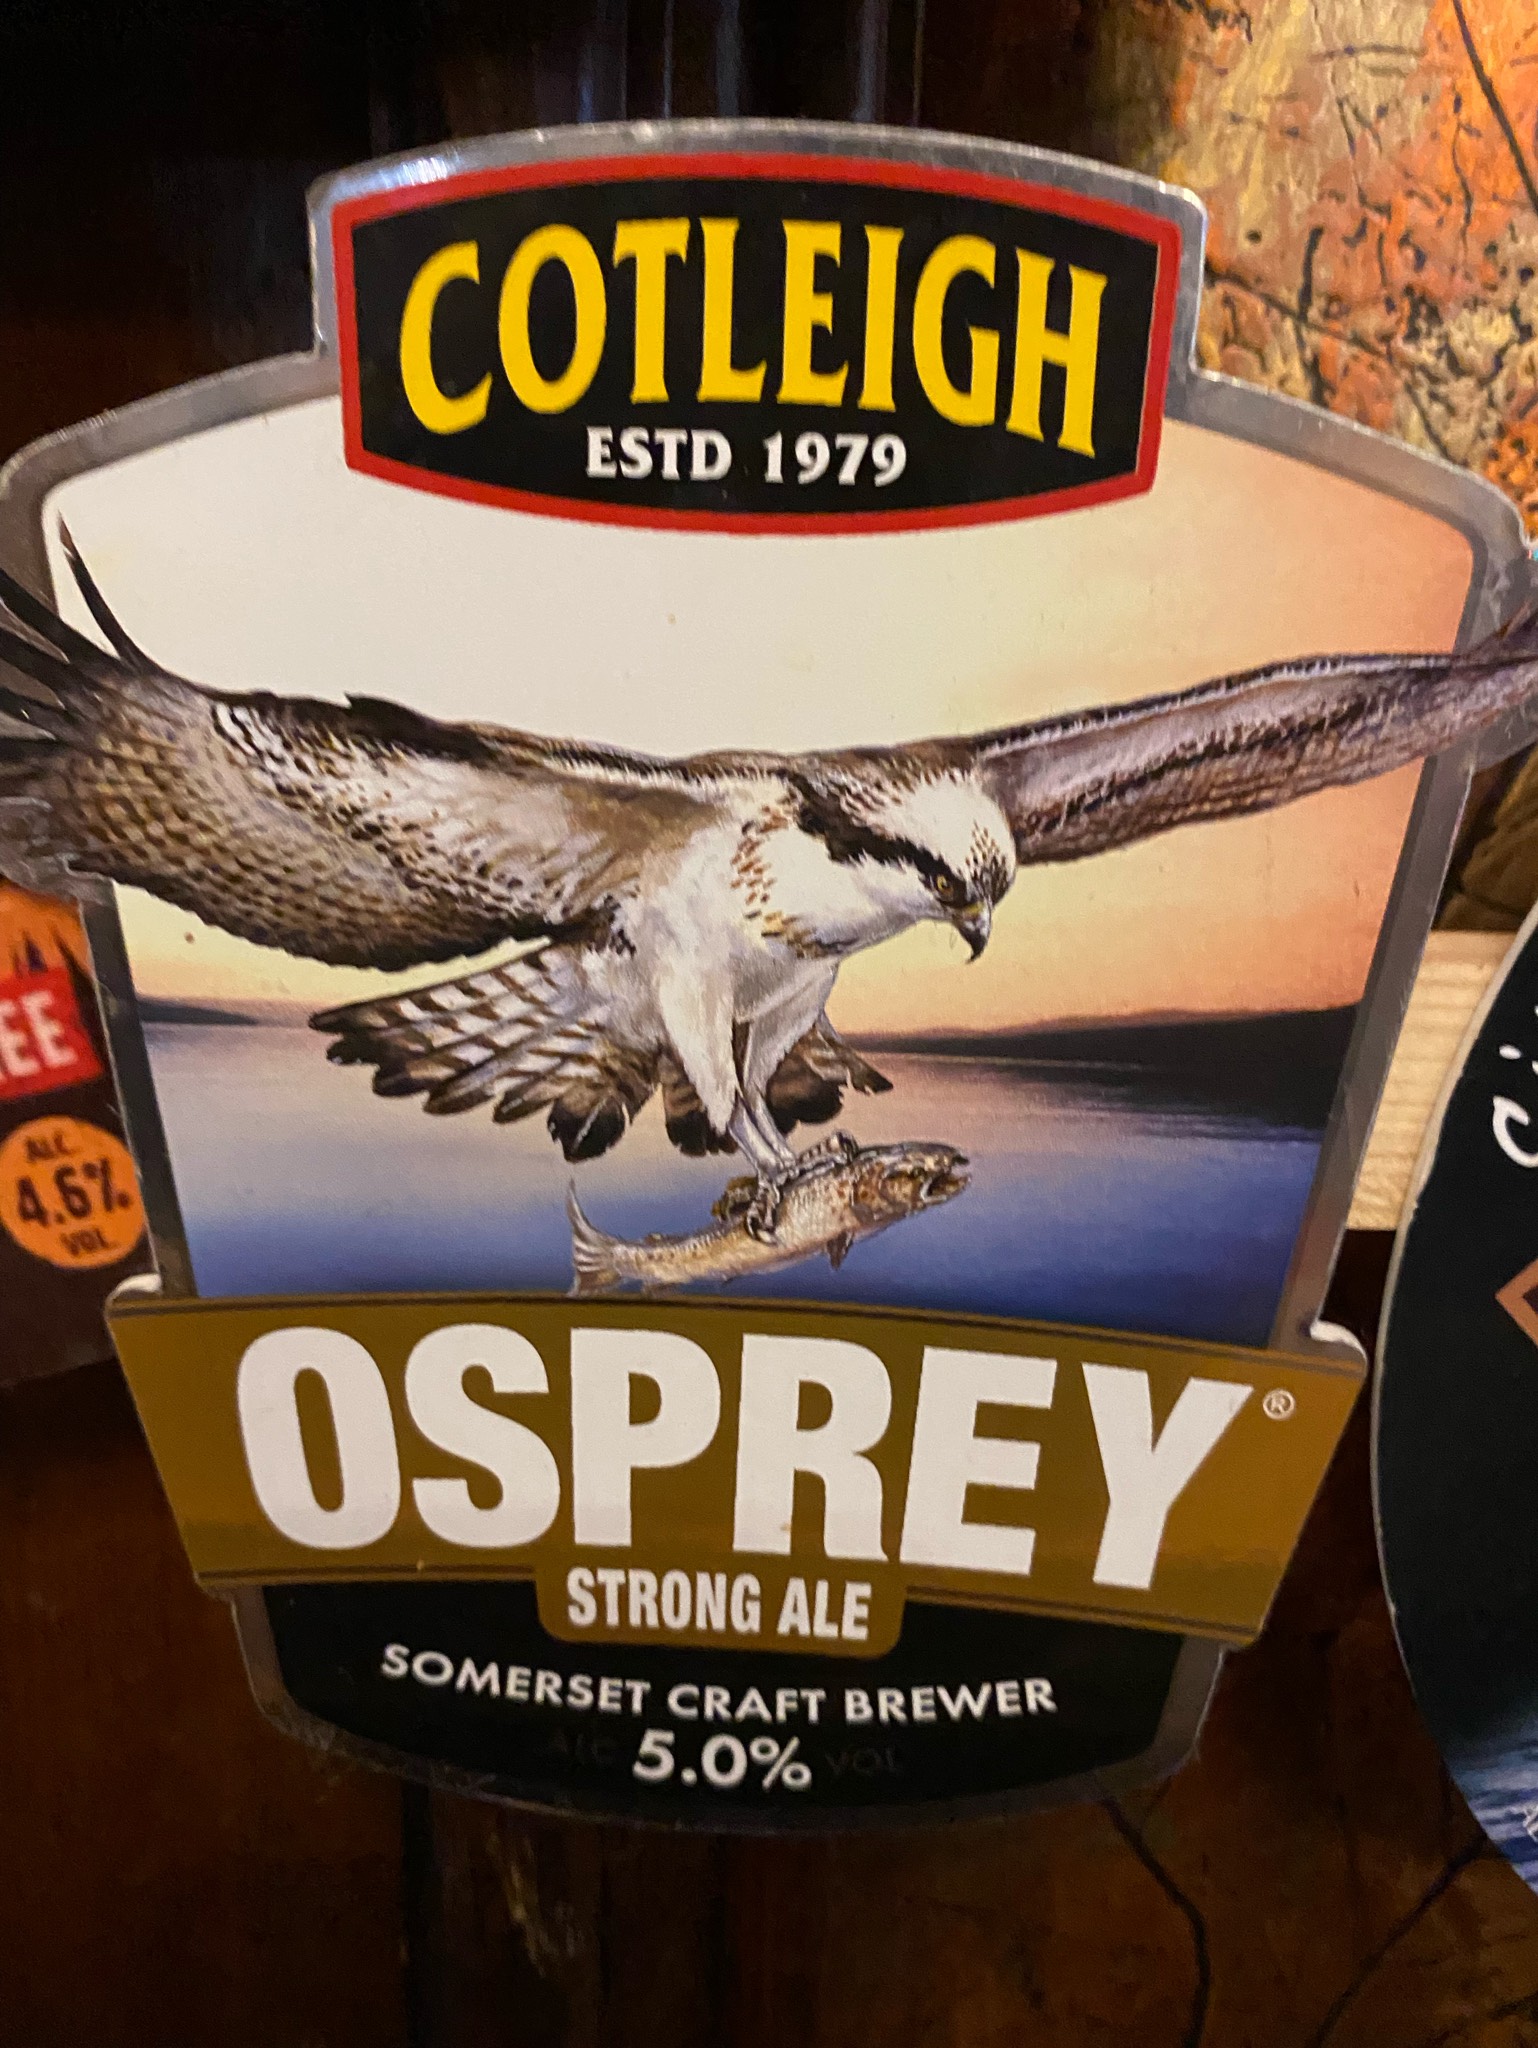 COTLEIGH
ESTD 1979
EE
ALC.
4.6%
VOL
OSPREY®
STRONG ALE
SOMERSET CRAFT BREWER
ALC 5.0% VOL